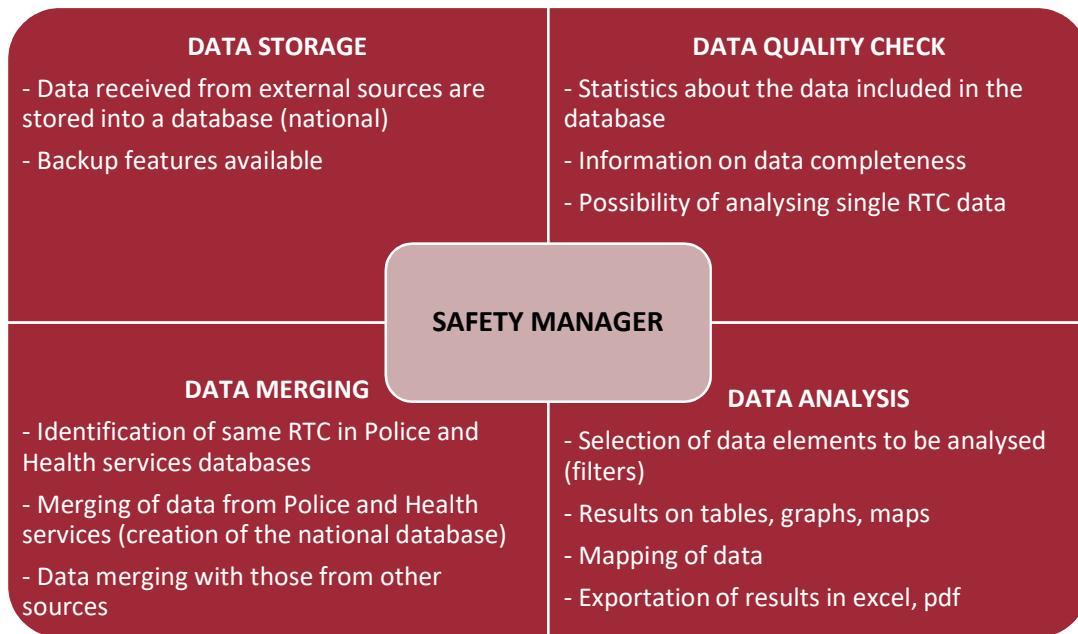 DATA STORAGE
- Data received from external sources are
stored into a database (national)
- Backup features available
DATA QUALITY CHECK
- Statistics about the data included in the
database
- Information on data completeness
- Possibility of analysing single RTC data
SAFETY MANAGER
DATA MERGING
- Identification of same RTC in Police and
Health services databases
- Merging of data from Police and Health
services (creation of the national database)
- Data merging with those from other
sources
DATA ANALYSIS
- Selection of data elements to be analysed
(filters)
- Results on tables, graphs, maps
- Mapping of data
- Exportation of results in excel, pdf